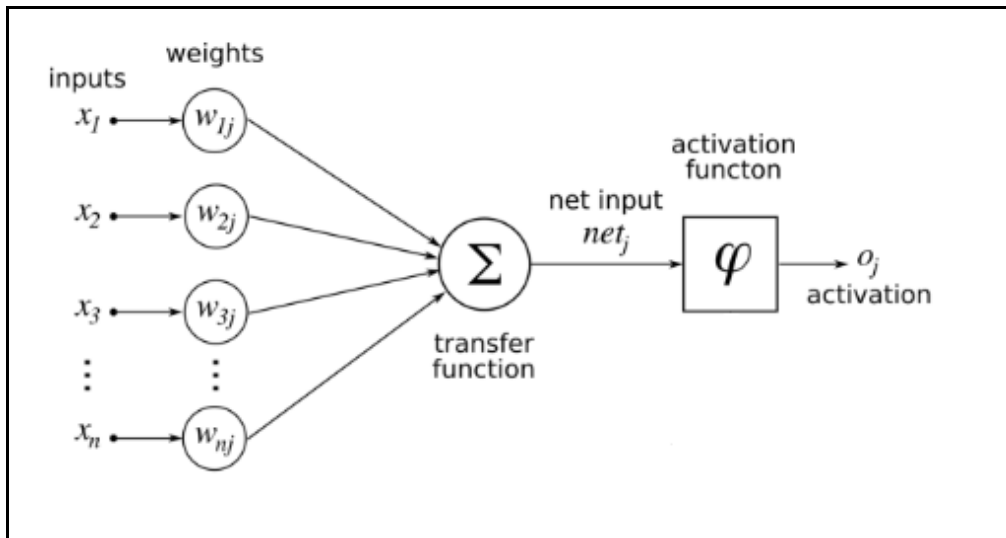 weights
inputs
x1 w1j
x2 w2j
x3 w3j
⋮ ⋮
xn wnj
Σ
transfer
function
net input
netj
activation
functon
φ
oj
activation